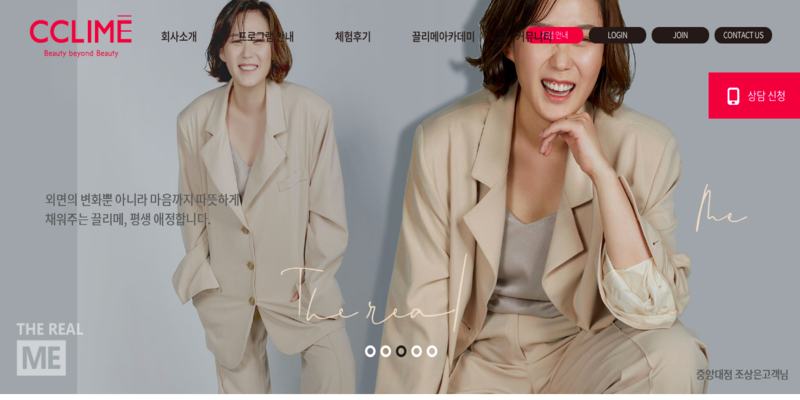 CCLIMĒ
Beauty beyond Beauty
회사소개
프로그램 안내
체험후기
끌리메아카데미
커뮤니티
안내
LOGIN
JOIN
CONTACT US
상담 신청
외면의 변화뿐 아니라 마음까지 따뜻하게
채워주는 끌리메, 평생 애정합니다.
Me
The real
THE REAL
ME
중앙대점 조상은고객님